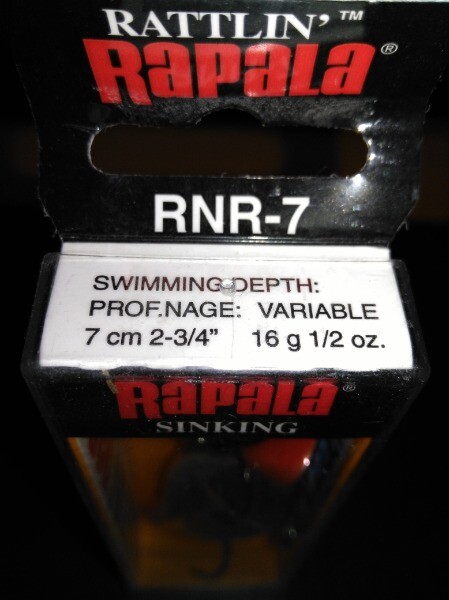 RATTLIN'™
Rapala®
RNR-7
SWIMMING DEPTH:
PROF.NAGE: VARIABLE
7 cm 2-3/4" 16 g 1/2 oz.
Rapala®
SINKING